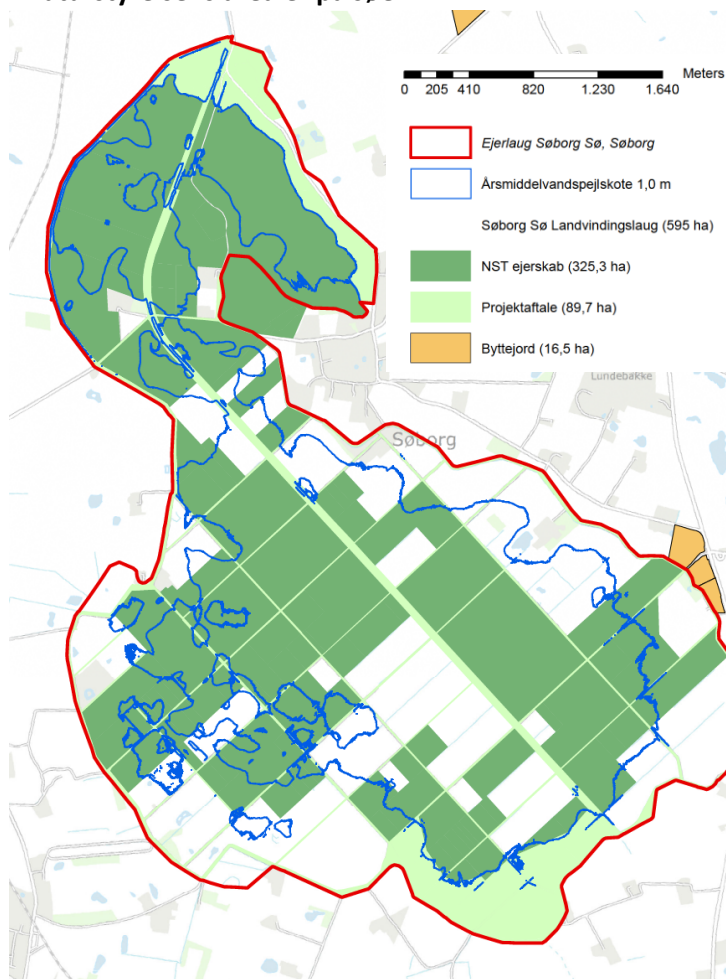 Meters
0 205 410 820 1.230 1.640
Ejerlaug Søborg Sø, Søborg
Årsmiddelvandspejlskote 1,0 m
Søborg Sø Landvindingslaug (595 ha)
NST ejerskab (325,3 ha)
Projektaftale (89,7 ha)
Byttejord (16,5 ha)
Lundebakke
Søborg